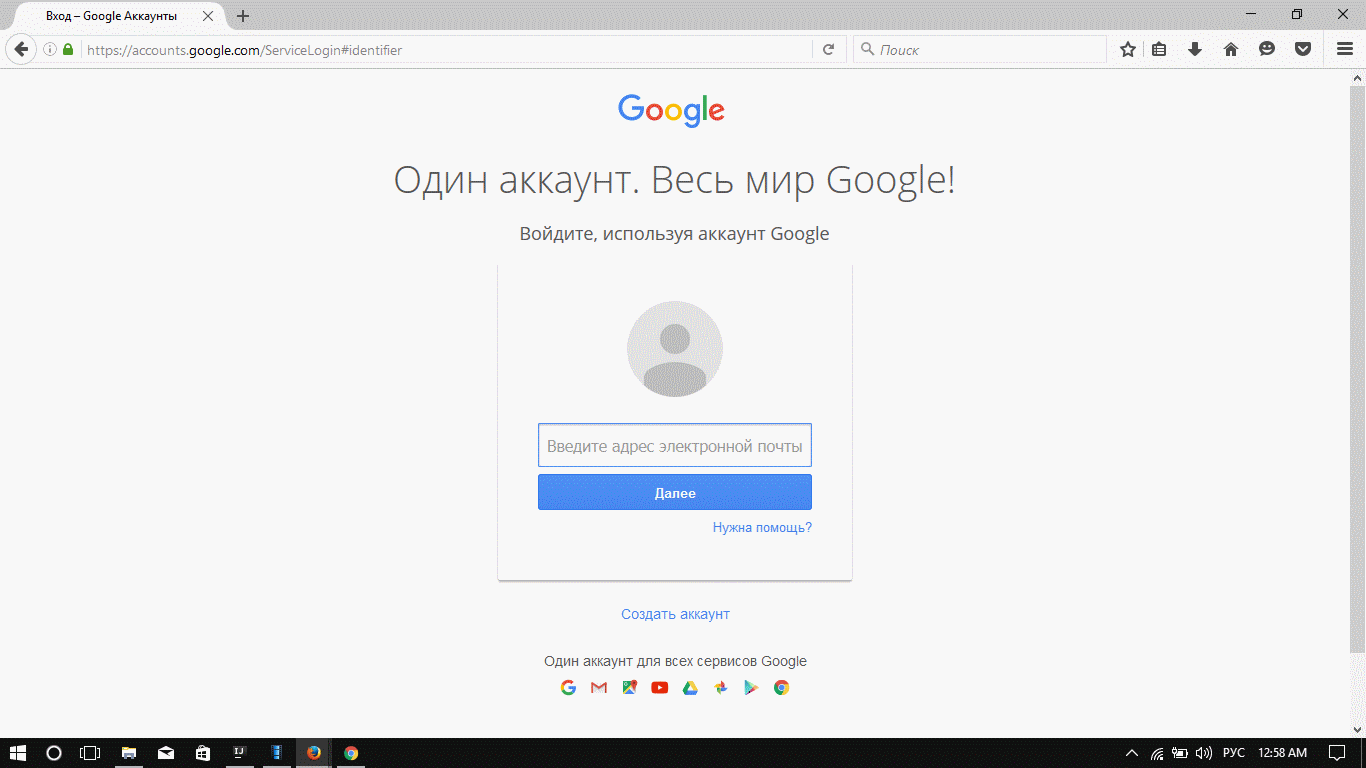 Вход – Google Аккаунты
https://accounts.google.com/ServiceLogin#identifier
Поиск
Google
Один аккаунт. Весь мир Google!
Войдите, используя аккаунт Google
Введите адрес электронной почты
Далее
Нужна помощь?
Создать аккаунт
Один аккаунт для всех сервисов Google
IJ
РУС 12:58 AM